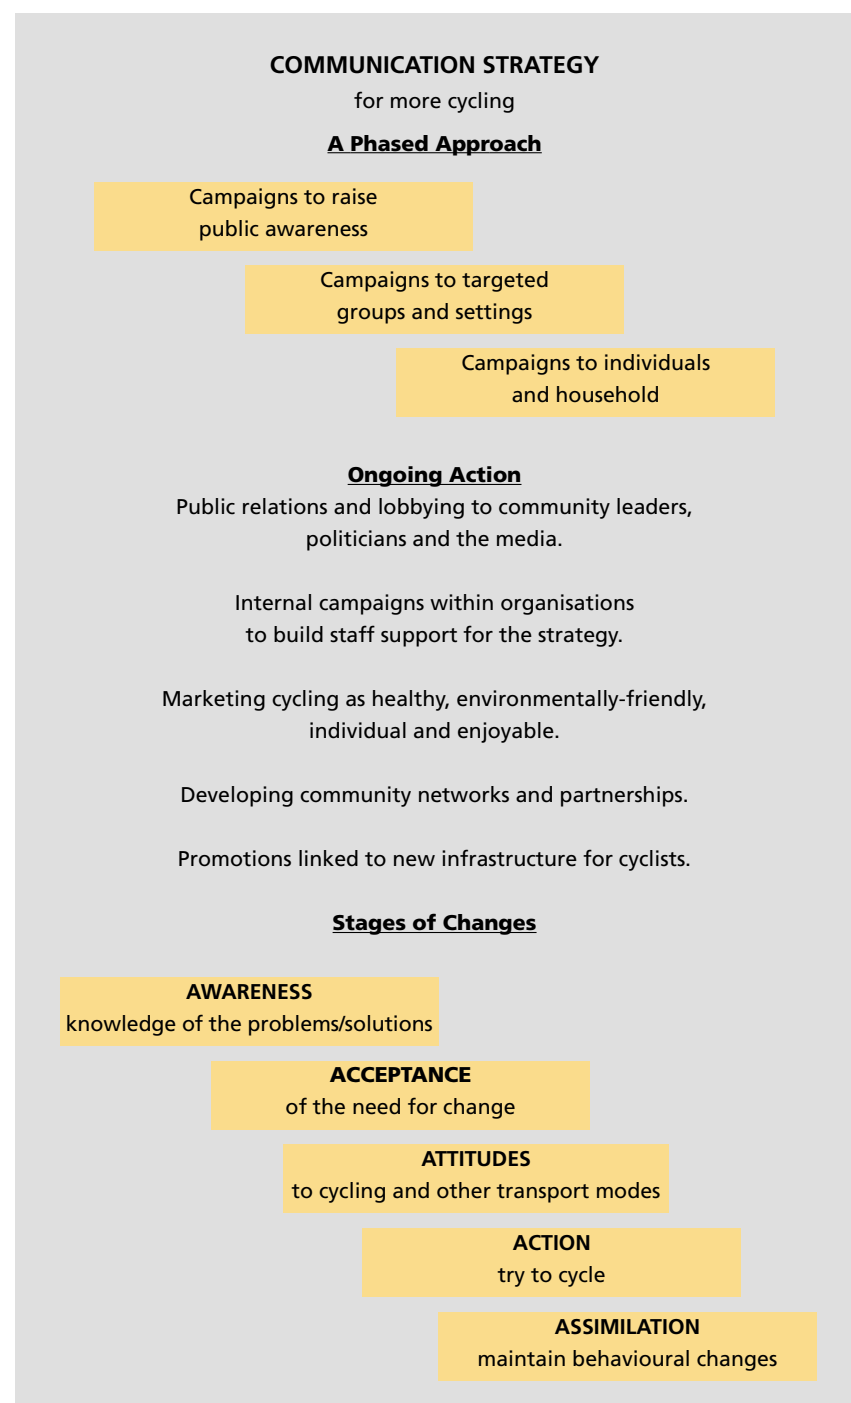 COMMUNICATION STRATEGY
for more cycling
A Phased Approach
Campaigns to raise
public awareness
Campaigns to targeted
groups and settings
Campaigns to individuals
and household
Ongoing Action
Public relations and lobbying to community leaders,
politicians and the media.
Internal campaigns within organisations
to build staff support for the strategy.
Marketing cycling as healthy, environmentally-friendly,
individual and enjoyable.
Developing community networks and partnerships.
Promotions linked to new infrastructure for cyclists.
Stages of Changes
AWARENESS
knowledge of the problems/solutions
ACCEPTANCE
of the need for change
ATTITUDES
to cycling and other transport modes
ACTION
try to cycle
ASSIMILATION
maintain behavioural changes